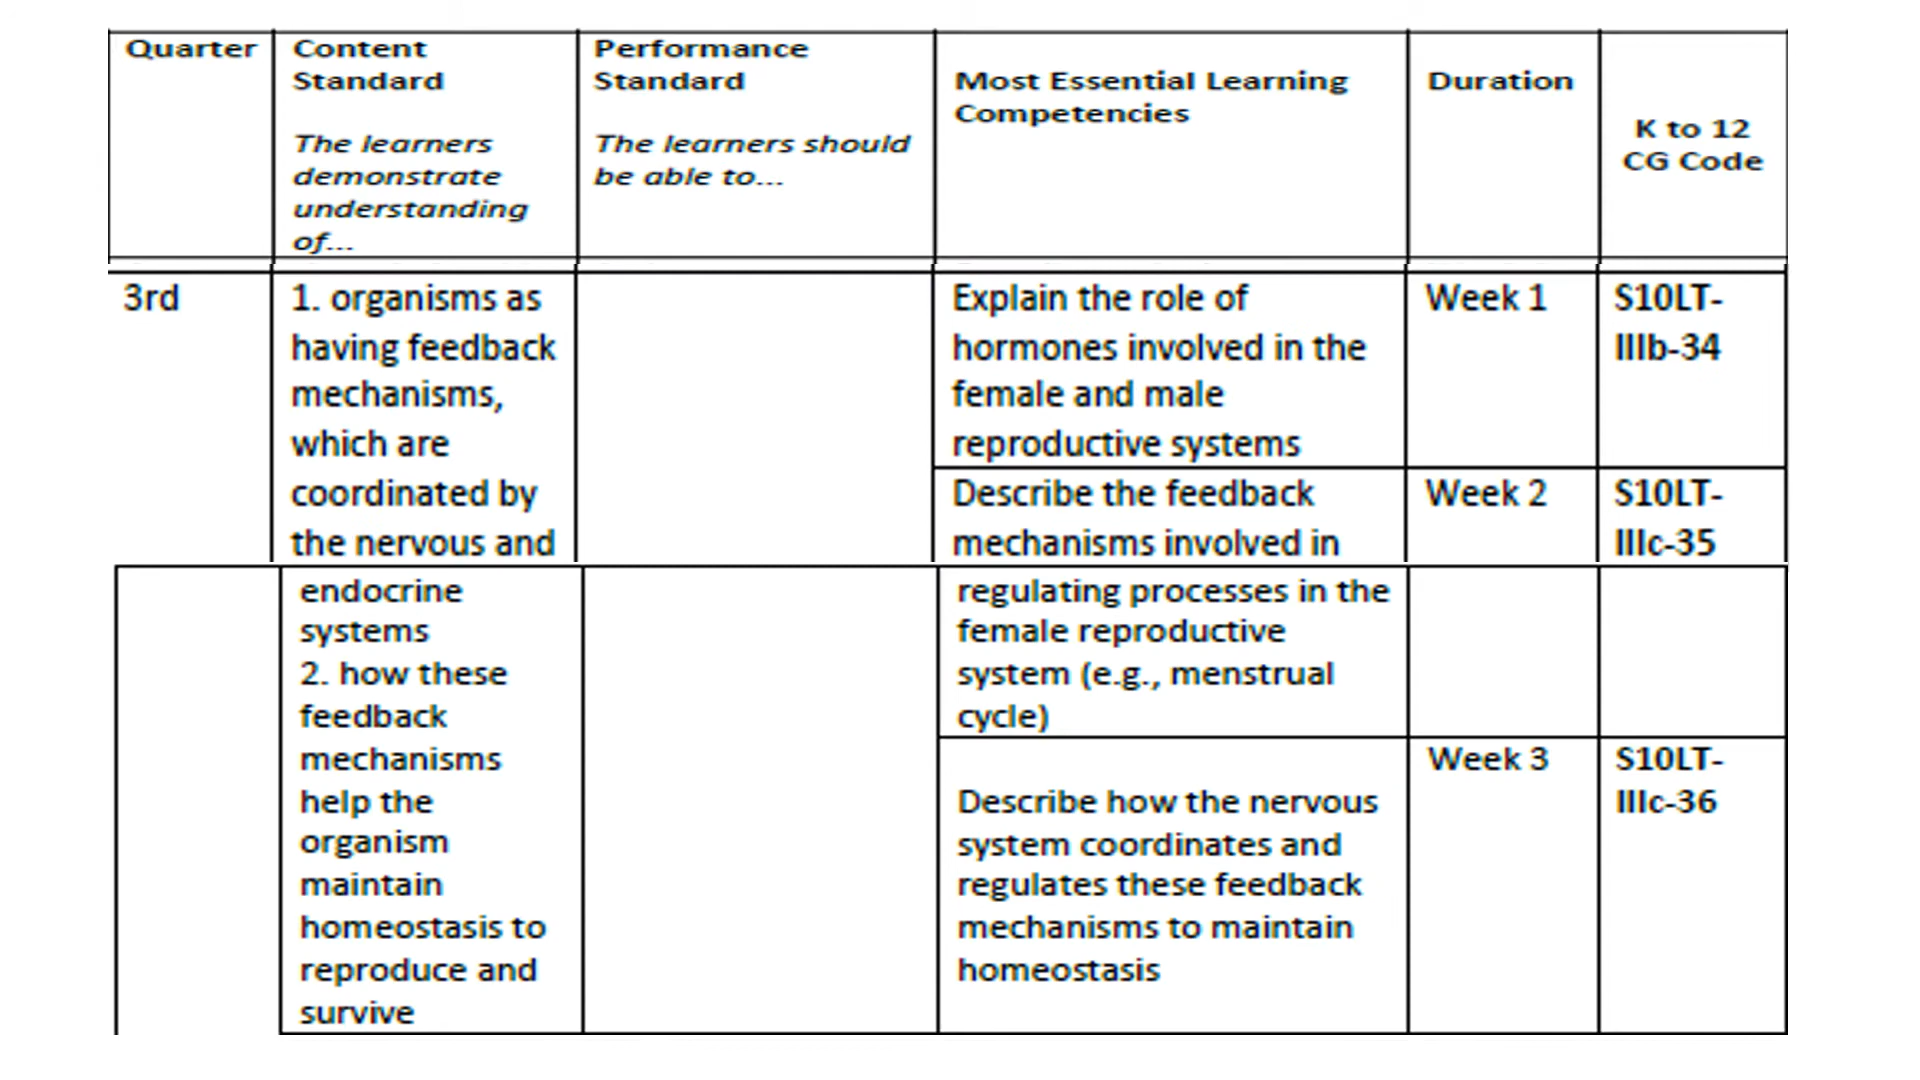 Quarter
Content
Standard
The learners
demonstrate
understanding
of...
Performance
Standard
The learners should
be able to...
Most Essential Learning
Competencies
Duration
K to 12
CG Code
3rd
1. organisms as
having feedback
mechanisms,
which are
coordinated by
the nervous and
endocrine
systems
2. how these
feedback
mechanisms
help the
organism
maintain
homeostasis to
reproduce and
survive
Explain the role of
hormones involved in the
female and male
reproductive systems
Week 1
S10LT-
IIIb-34
Describe the feedback
mechanisms involved in
regulating processes in the
female reproductive
system (e.g., menstrual
cycle)
Week 2
S10LT-
IIIc-35
Describe how the nervous
system coordinates and
regulates these feedback
mechanisms to maintain
homeostasis
Week 3
S10LT-
IIIc-36